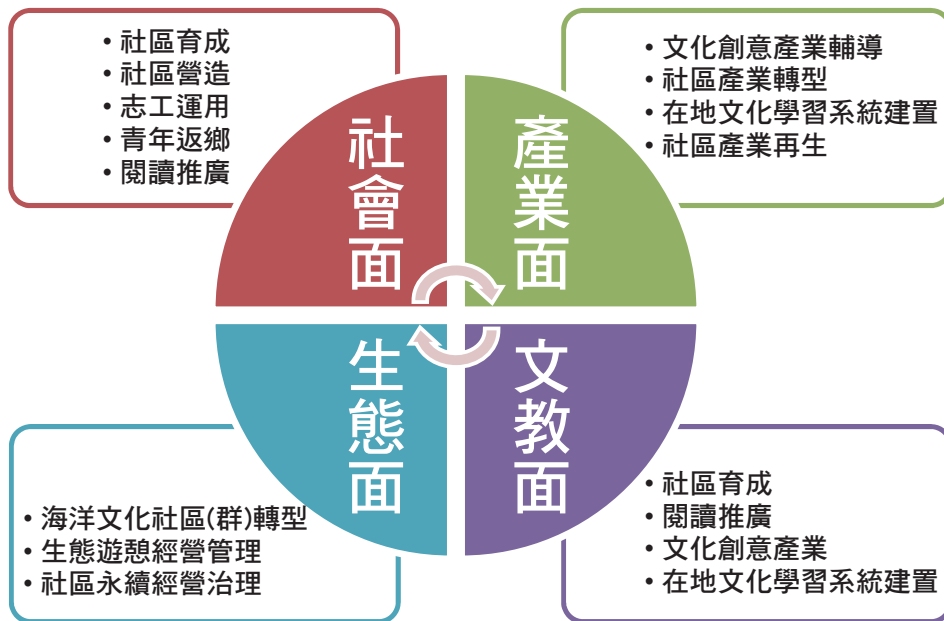 • 社區育成
• 社區營造
• 志工運用
• 青年返鄉
• 閱讀推廣
社會面
• 文化創意產業輔導
• 社區產業轉型
• 在地文化學習系統建置
• 社區產業再生
產業面
生態面
• 海洋文化社區(群)轉型
• 生態遊憩經營管理
• 社區永續經營治理
文教面
• 社區育成
• 閱讀推廣
• 文化創意產業
• 在地文化學習系統建置